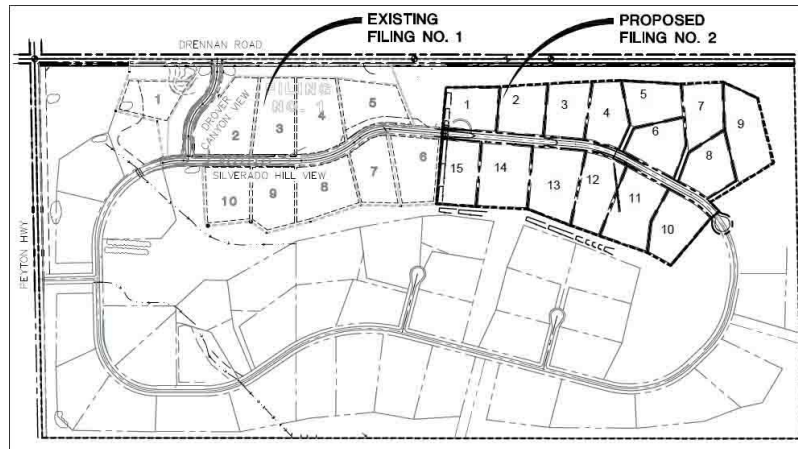 EXISTING
FILING NO. 1
PROPOSED
FILING NO. 2
DRENNAN ROAD
FILING
NO. 1
1
2
3
4
5
DROVER
CANYON VIEW
SILVERADO HILL VIEW
10
9
8
7
6
1
2
3
4
5
6
7
8
9
15
14
13
12
11
10
PEYTON HWY